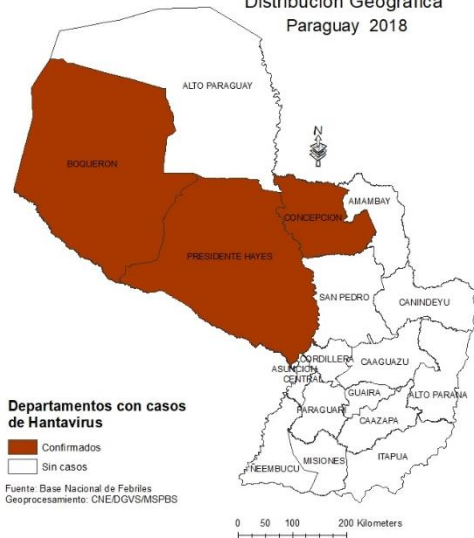 Distribución Geográfica
Paraguay 2018
ALTO PARAGUAY
N
BOQUERON
AMAMBAY
CONCEPCION
PRESIDENTE HAYES
SAN PEDRO
CANINDEYU
CORDILLERA
CAAGUAZU
ASUNCION
CENTRAL
GUAIRA
ALTO PARANA
PARAGUARI
CAAZAPA
Departamentos con casos
de Hantavirus
Confirmados
MISIONES
ITAPUA
Sin casos
ÑEEMBUCU
Fuente: Base Nacional de Febriles
Geoprocesamiento: CNE/DGVS/MSPBS
0 50 100 200 Kilometers